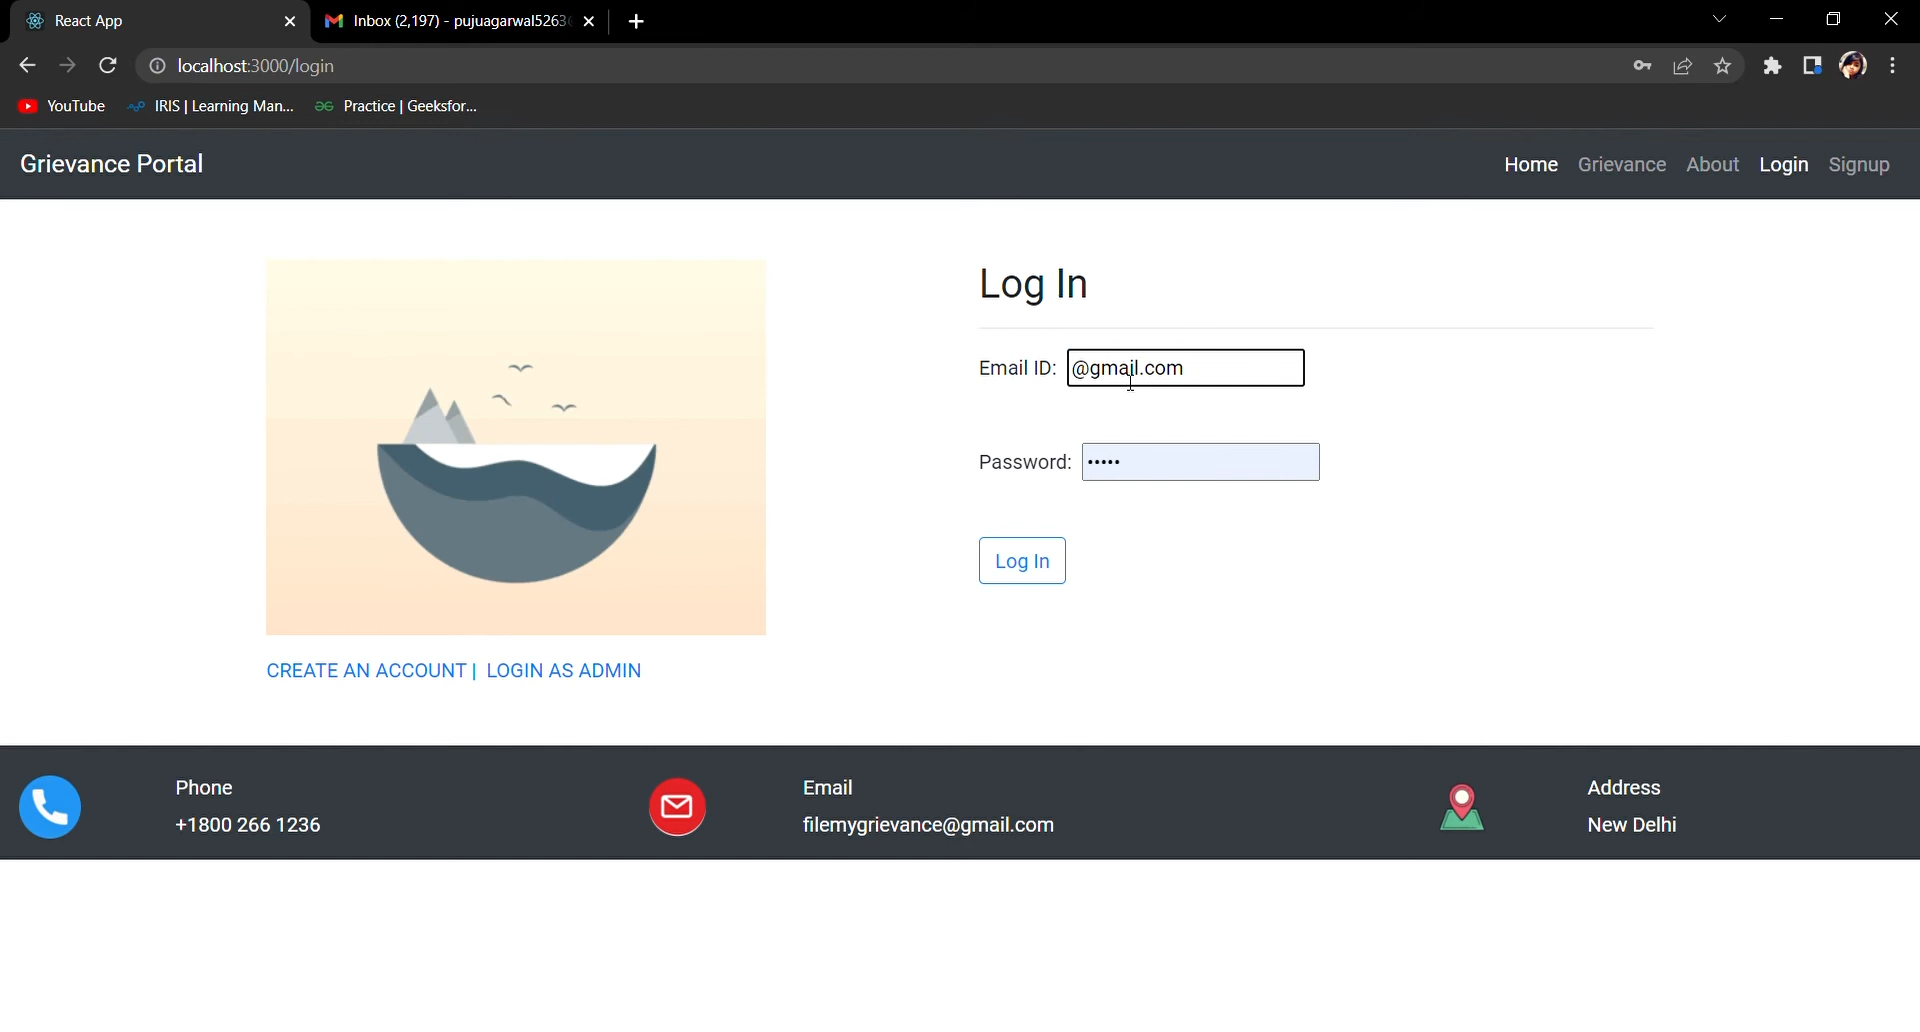 React App
Inbox (2,197) - pujuagarwal5263
localhost:3000/login
YouTube
IRIS | Learning Man...
Practice | Geeksfor...
Grievance Portal
Home Grievance About Login Signup
Log In
Email ID: @gmail.com
Password: •••••
Log In
CREATE AN ACCOUNT | LOGIN AS ADMIN
Phone
+1800 266 1236
Email
filemygrievance@gmail.com
Address
New Delhi